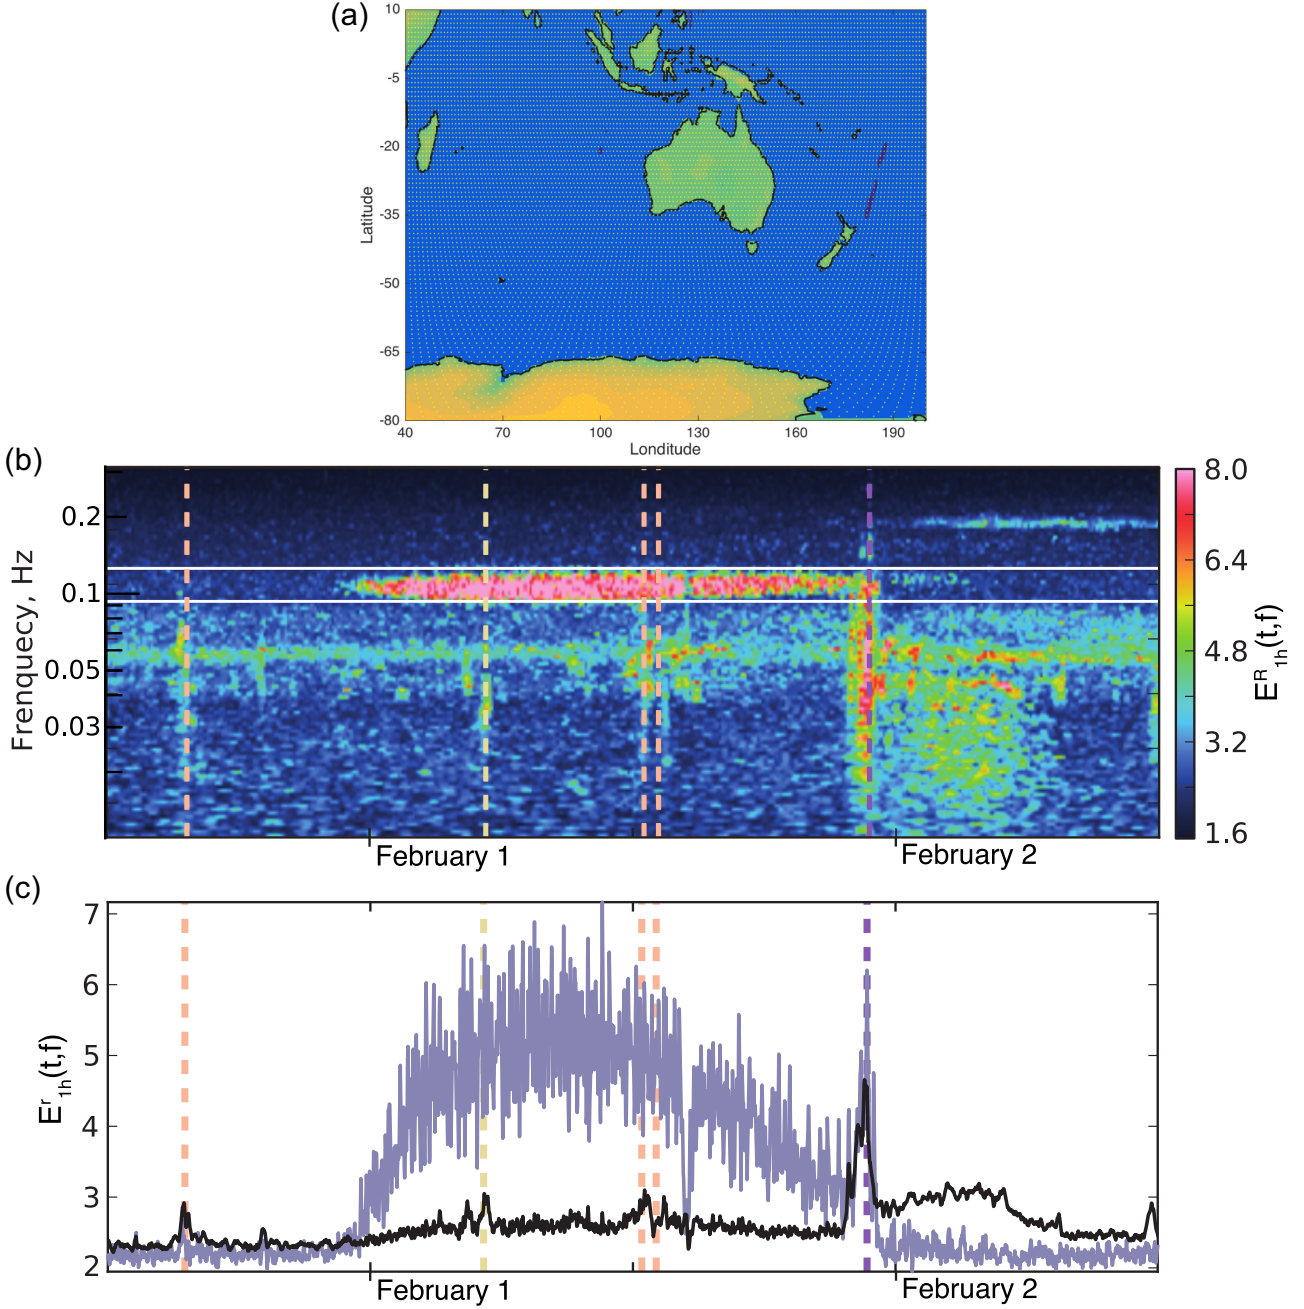 (a)
10
-5
-20
-35
-50
-65
-80
Latitude
40 70 100 130 160 190
Londitude
(b)
0.2
0.1
0.05
0.03
Frenquecy, Hz
February 1 February 2
8.0
6.4
4.8
3.2
1.6
E^R_1h(t,f)
(c)
7
6
5
4
3
2
E^r_1h(t,f)
February 1 February 2